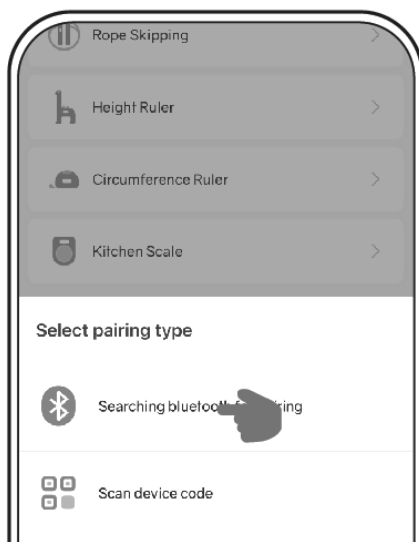 Rope Skipping
Height Ruler
Circumference Ruler
Kitchen Scale
Select pairing type
Searching bluetooth
Scan device code